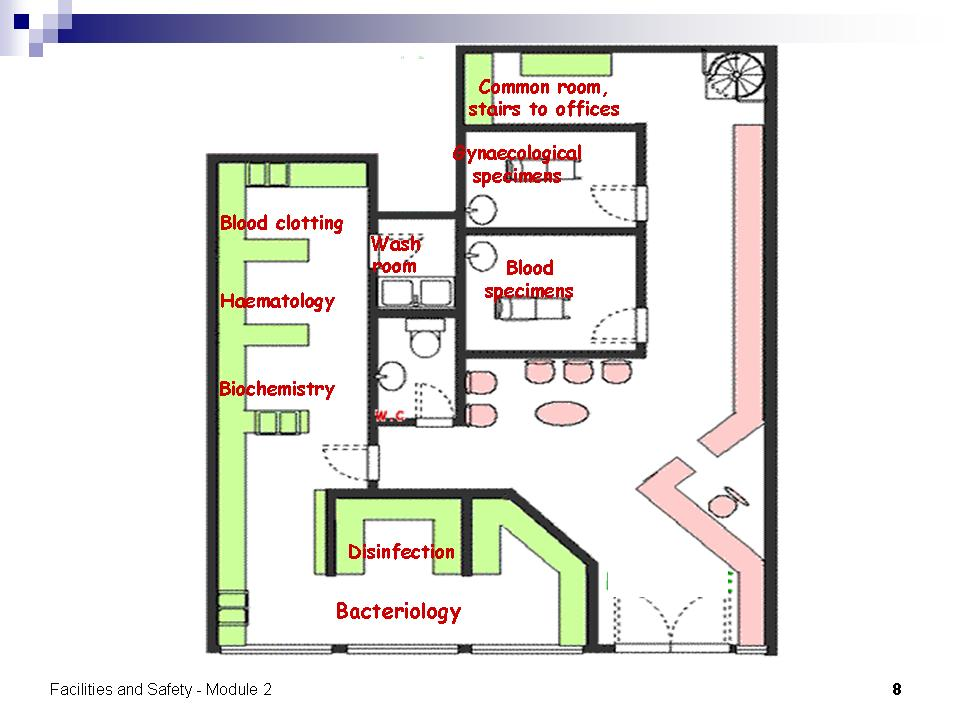 Common room,
stairs to offices
Gynaecological
specimens
Blood clotting
Wash
room
Blood
specimens
Haematology
Biochemistry
W.C
Disinfection
Bacteriology
Facilities and Safety - Module 2
8